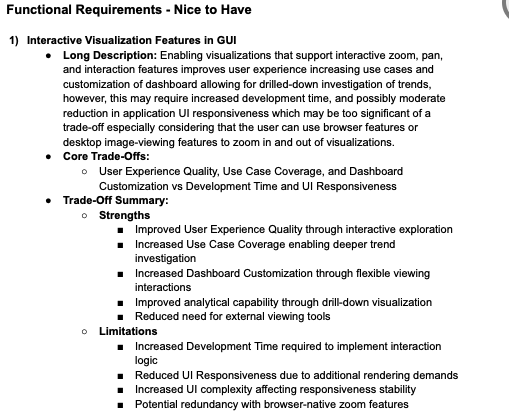 Functional Requirements - Nice to Have
1) Interactive Visualization Features in GUI
● Long Description: Enabling visualizations that support interactive zoom, pan,
and interaction features improves user experience increasing use cases and
customization of dashboard allowing for drilled-down investigation of trends,
however, this may require increased development time, and possibly moderate
reduction in application UI responsiveness which may be too significant of a
trade-off especially considering that the user can use browser features or
desktop image-viewing features to zoom in and out of visualizations.
● Core Trade-Offs:
○ User Experience Quality, Use Case Coverage, and Dashboard
Customization vs Development Time and UI Responsiveness
● Trade-Off Summary:
○ Strengths
■ Improved User Experience Quality through interactive exploration
■ Increased Use Case Coverage enabling deeper trend
investigation
■ Increased Dashboard Customization through flexible viewing
interactions
■ Improved analytical capability through drill-down visualization
■ Reduced need for external viewing tools
○ Limitations
■ Increased Development Time required to implement interaction
logic
■ Reduced UI Responsiveness due to additional rendering demands
■ Increased UI complexity affecting responsiveness stability
■ Potential redundancy with browser-native zoom features